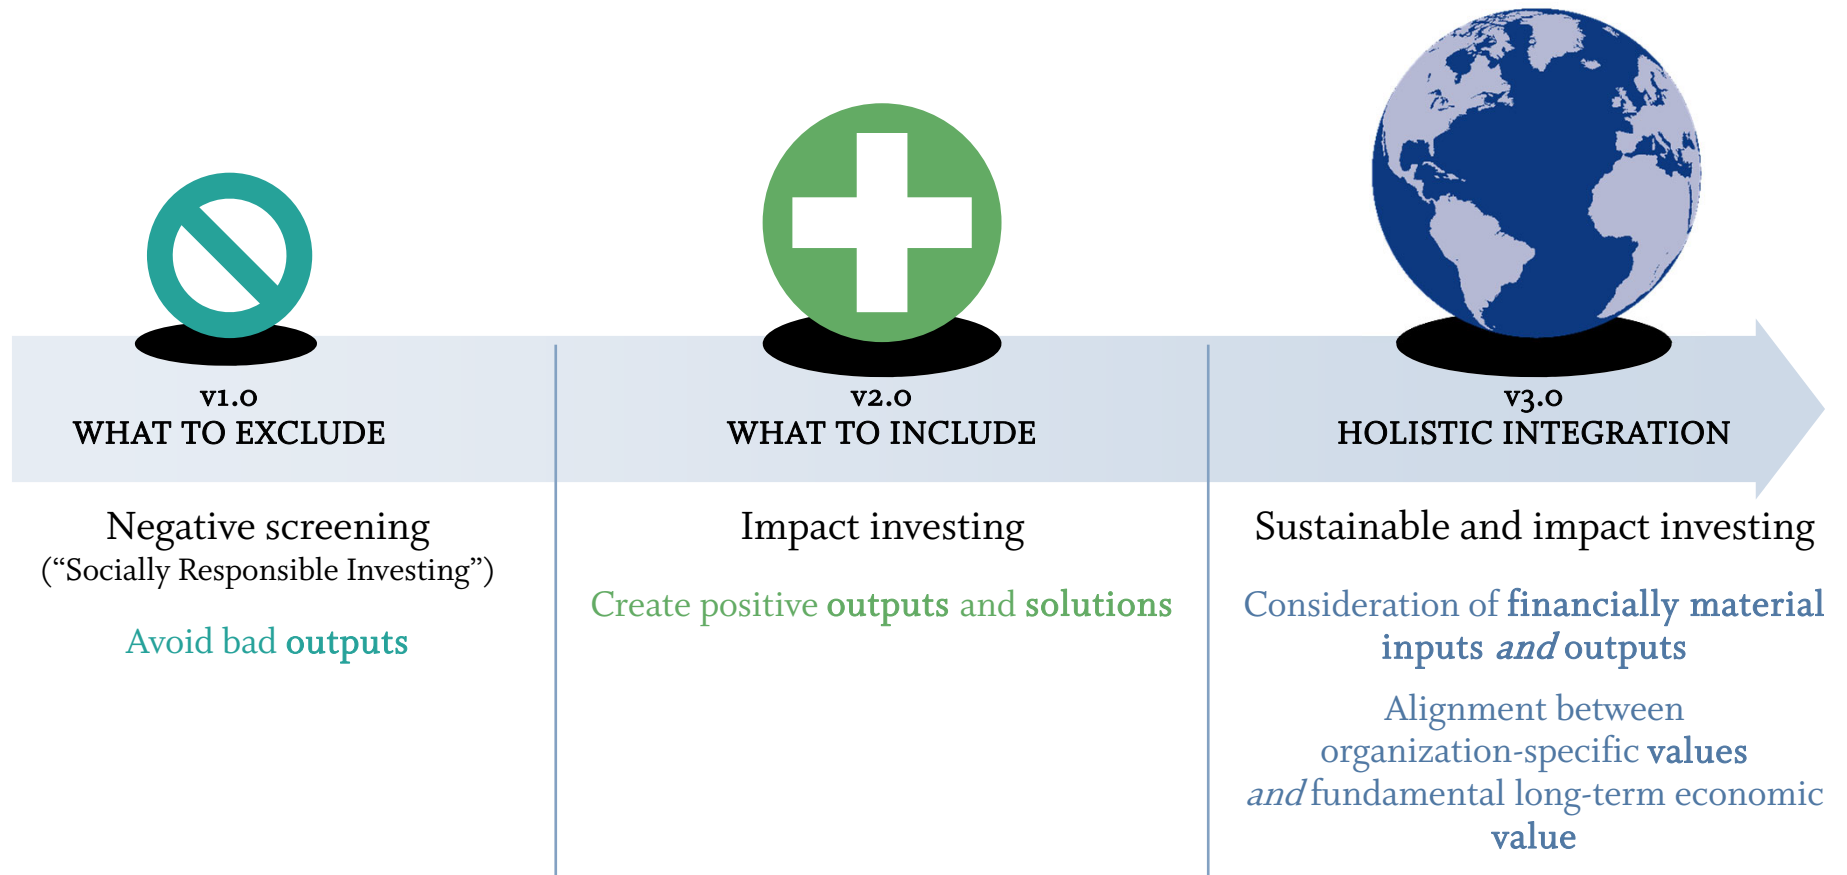 v1.0
WHAT TO EXCLUDE
Negative screening
(“Socially Responsible Investing”)
Avoid bad outputs
v2.0
WHAT TO INCLUDE
Impact investing
Create positive outputs and solutions
v3.0
HOLISTIC INTEGRATION
Sustainable and impact investing
Consideration of financially material
inputs and outputs
Alignment between
organization-specific values
and fundamental long-term economic
value